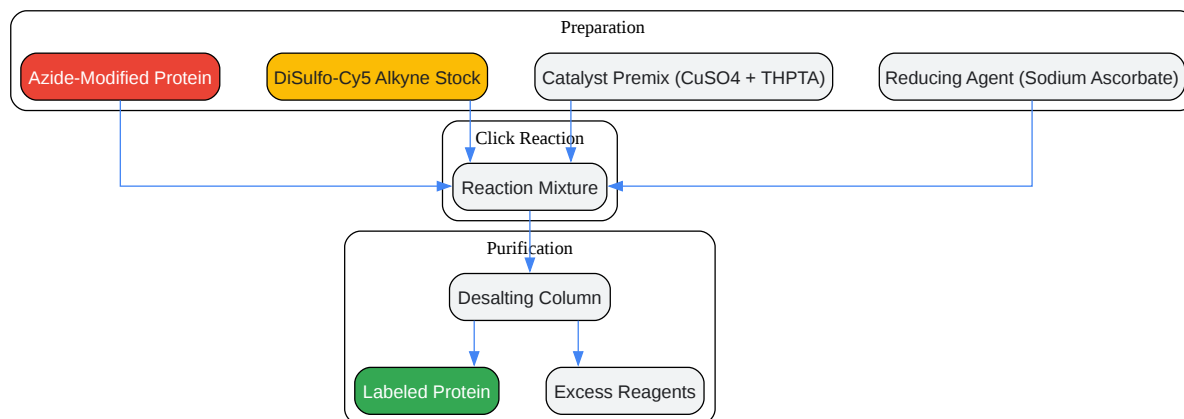 Preparation
Azide-Modified Protein
DiSulfo-Cy5 Alkyne Stock
Catalyst Premix (CuSO4 + THPTA)
Reducing Agent (Sodium Ascorbate)
Click Reaction
Reaction Mixture
Purification
Desalting Column
Labeled Protein
Excess Reagents